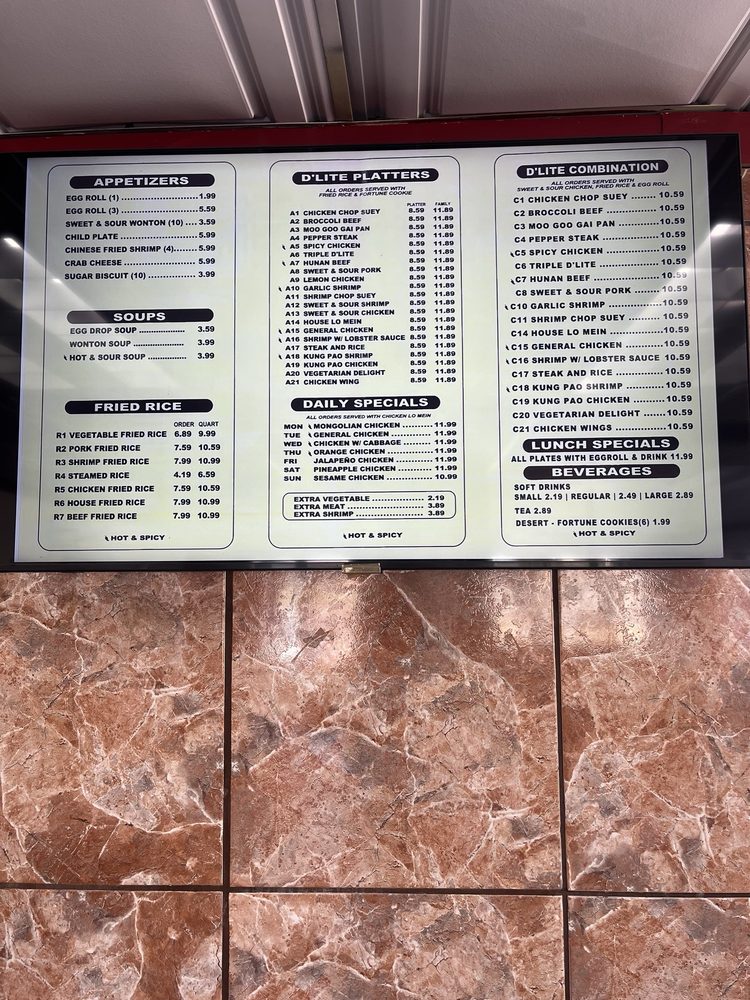 APPETIZERS
EGG ROLL (1) ........................ 1.99
EGG ROLL (3) ........................ 5.59
SWEET & SOUR WONTON (10) .... 3.59
CHILD PLATE ........................ 5.99
CHINESE FRIED SHRIMP (4)....... 5.99
CRAB CHEESE ........................ 5.99
SUGAR BISCUIT (10) ................ 3.99
SOUPS
EGG DROP SOUP .................. 3.59
WONTON SOUP .................. 3.99
HOT & SOUR SOUP .............. 3.99
FRIED RICE
ORDER QUART
R1 VEGETABLE FRIED RICE 6.89 9.99
R2 PORK FRIED RICE 7.59 10.59
R3 SHRIMP FRIED RICE 7.99 10.99
R4 STEAMED RICE 4.19 6.59
R5 CHICKEN FRIED RICE 7.59 10.59
R6 HOUSE FRIED RICE 7.99 10.99
R7 BEEF FRIED RICE 7.99 10.99
HOT & SPICY
D'LITE PLATTERS
ALL ORDERS SERVED WITH
FRIED RICE & FORTUNE COOKIE
PLATTER FAMILY
A1 CHICKEN CHOP SUEY 8.59 11.89
A2 BROCCOLI BEEF 8.59 11.89
A3 MOO GOO GAI PAN 8.59 11.89
A4 PEPPER STEAK 8.59 11.89
A5 SPICY CHICKEN 8.59 11.89
A6 TRIPLE D'LITE 8.59 11.89
A7 HUNAN BEEF 8.59 11.89
A8 SWEET & SOUR PORK 8.59 11.89
A9 LEMON CHICKEN 8.59 11.89
A10 GARLIC SHRIMP 8.59 11.89
A11 SHRIMP CHOP SUEY 8.59 11.89
A12 SWEET & SOUR SHRIMP 8.59 11.89
A13 SWEET & SOUR CHICKEN 8.59 11.89
A14 HOUSE LO MEIN 8.59 11.89
A15 GENERAL CHICKEN 8.59 11.89
A16 SHRIMP W/ LOBSTER SAUCE 8.59 11.89
A17 STEAK AND RICE 8.59 11.89
A18 KUNG PAO SHRIMP 8.59 11.89
A19 KUNG PAO CHICKEN 8.59 11.89
A20 VEGETARIAN DELIGHT 8.59 11.89
A21 CHICKEN WING 8.59 11.89
DAILY SPECIALS
ALL ORDERS SERVED WITH CHICKEN LO MEIN
MON MONGOLIAN CHICKEN ............ 11.99
TUE GENERAL CHICKEN ............ 11.99
WED CHICKEN W/ CABBAGE ......... 11.99
THU ORANGE CHICKEN ............ 11.99
FRI JALAPEÑO CHICKEN ............ 11.99
SAT PINEAPPLE CHICKEN ............ 11.99
SUN SESAME CHICKEN ............ 10.99
EXTRA VEGETABLE .................. 2.19
EXTRA MEAT .................. 3.89
EXTRA SHRIMP .................. 3.89
HOT & SPICY
D'LITE COMBINATION
ALL ORDERS SERVED WITH
SWEET & SOUR CHICKEN, FRIED RICE & EGG ROLL
C1 CHICKEN CHOP SUEY ....... 10.59
C2 BROCCOLI BEEF ............ 10.59
C3 MOO GOO GAI PAN ......... 10.59
C4 PEPPER STEAK ............ 10.59
C5 SPICY CHICKEN ............ 10.59
C6 TRIPLE D'LITE ............ 10.59
C7 HUNAN BEEF ............ 10.59
C8 SWEET & SOUR PORK ...... 10.59
C10 GARLIC SHRIMP ............ 10.59
C11 SHRIMP CHOP SUEY ...... 10.59
C14 HOUSE LO MEIN ............ 10.59
C15 GENERAL CHICKEN ......... 10.59
C16 SHRIMP W/ LOBSTER SAUCE 10.59
C17 STEAK AND RICE ............ 10.59
C18 KUNG PAO SHRIMP ......... 10.59
C19 KUNG PAO CHICKEN ....... 10.59
C20 VEGETARIAN DELIGHT ...... 10.59
C21 CHICKEN WINGS ............ 10.59
LUNCH SPECIALS
ALL PLATES WITH EGGROLL & DRINK 11.99
BEVERAGES
SOFT DRINKS
SMALL 2.19 | REGULAR | 2.49 | LARGE 2.89
TEA 2.89
DESERT - FORTUNE COOKIES(6) 1.99
HOT & SPICY